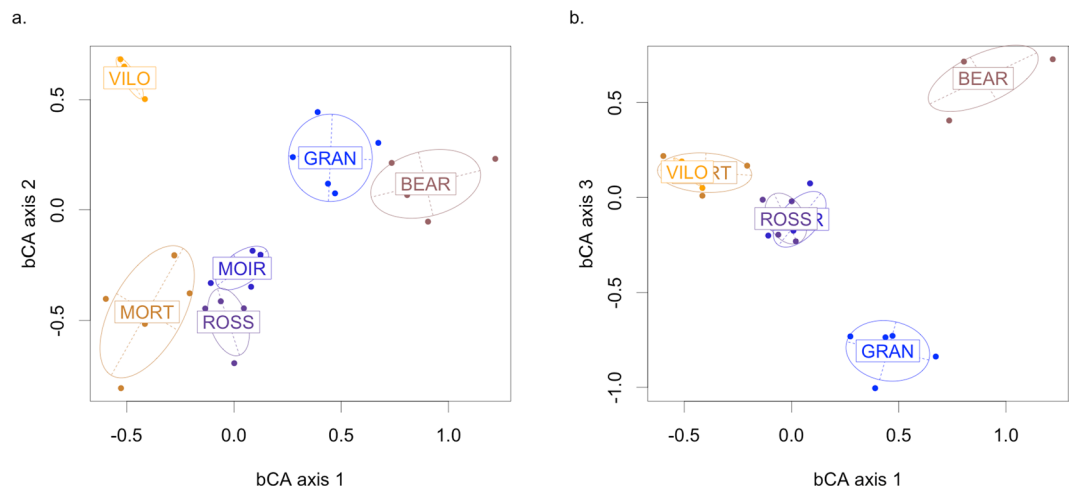 a.
b.
VILO
GRAN
BEAR
MOIR
MORT
ROSS
0.5
0.0
-0.5
bCA axis 2
-0.5
0.0
0.5
1.0
bCA axis 1
BEAR
VILO
RT
ROSS
R
GRAN
0.5
0.0
-0.5
-1.0
bCA axis 3
-0.5
0.0
0.5
1.0
bCA axis 1